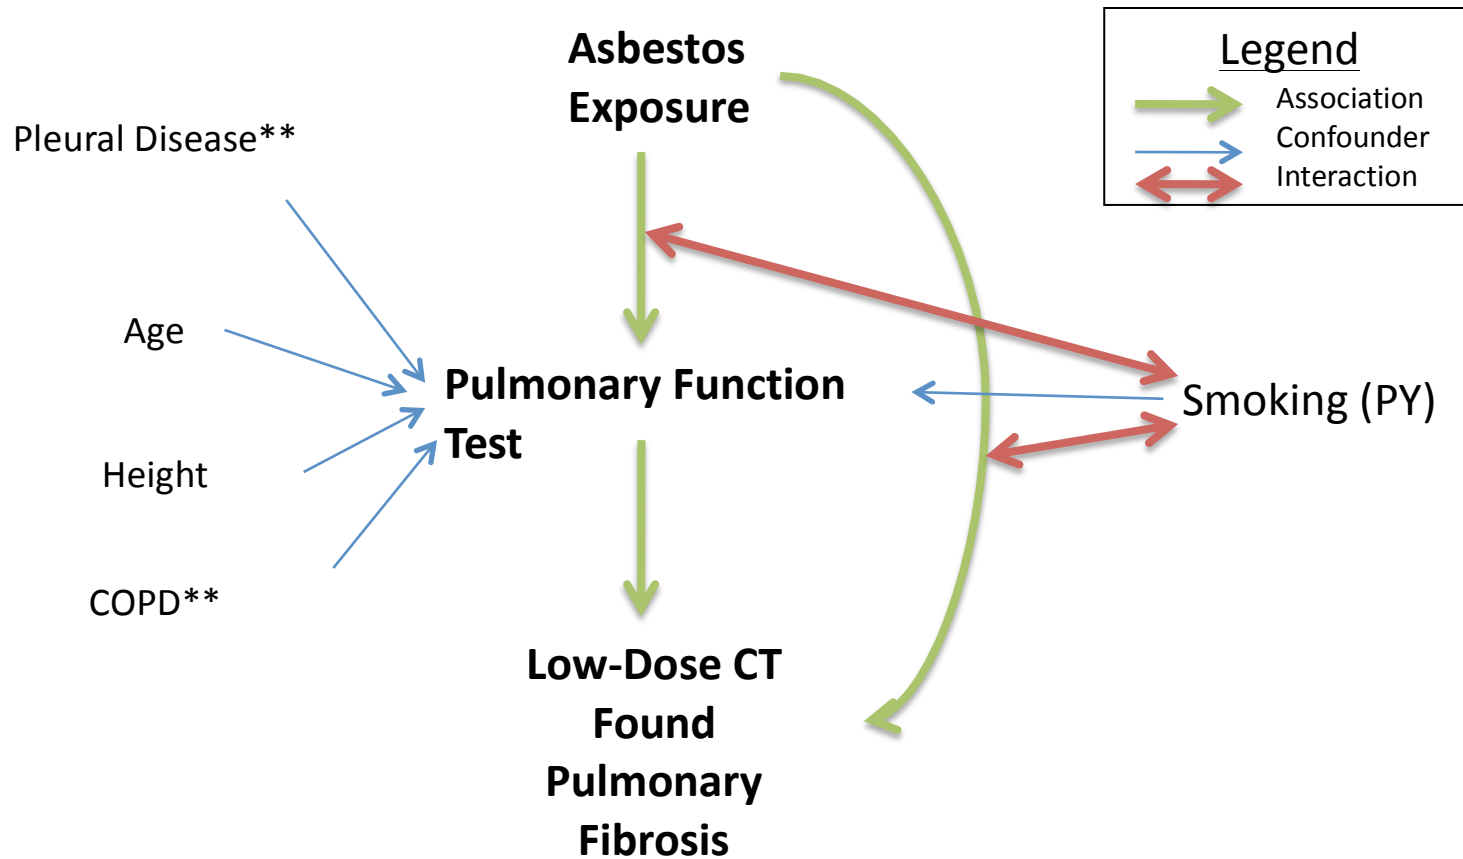 Asbestos
Exposure
Legend
Association
Confounder
Interaction
Pleural Disease**
Age
Pulmonary Function
Test
Smoking (PY)
Height
COPD**
Low-Dose CT
Found
Pulmonary
Fibrosis